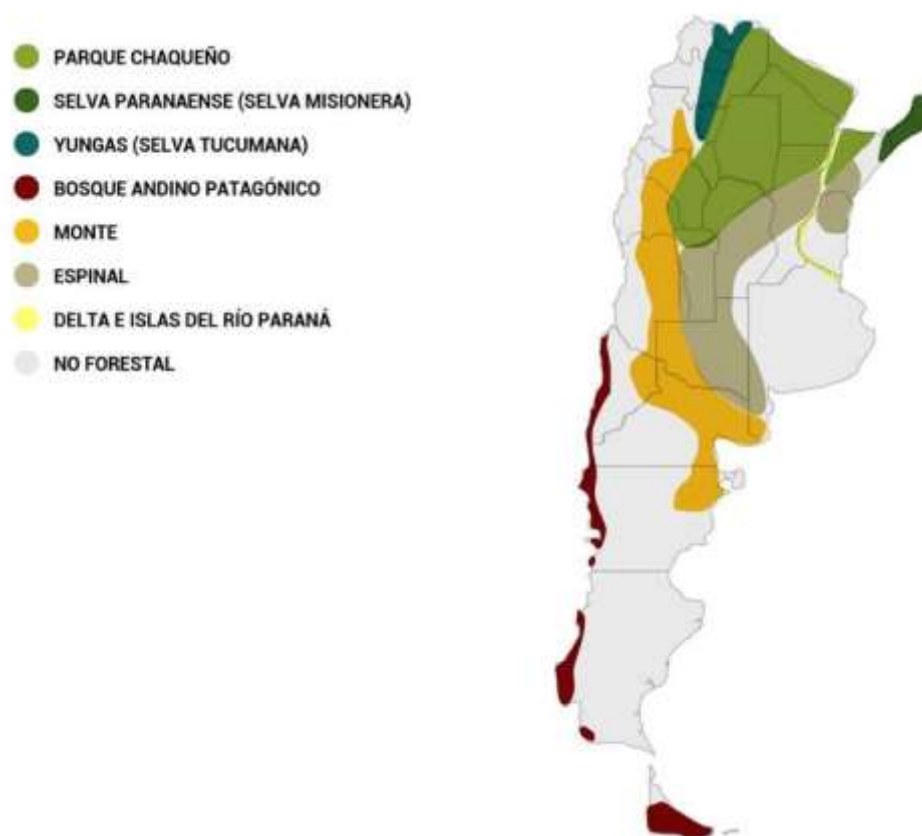 PARQUE CHAQUEÑO
SELVA PARANAENSE (SELVA MISIONERA)
YUNGAS (SELVA TUCUMANA)
BOSQUE ANDINO PATAGÓNICO
MONTE
ESPINAL
DELTA E ISLAS DEL RÍO PARANÁ
NO FORESTAL